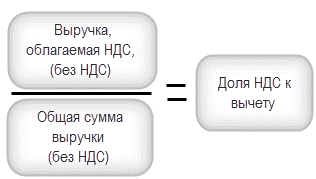 Выручка,
облагаемая НДС,
(без НДС)
Общая сумма
выручки
(без НДС)
=
Доля НДС к
вычету